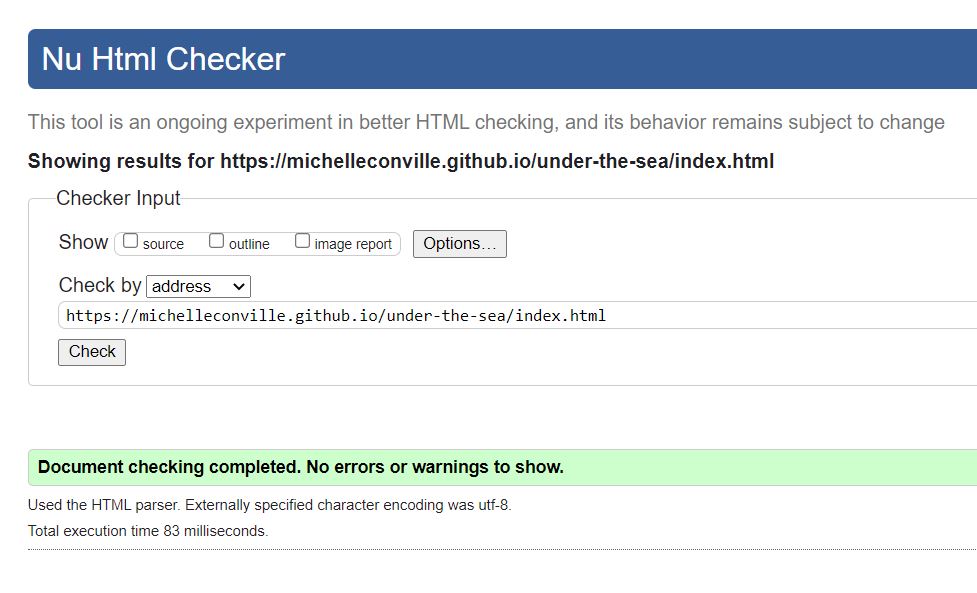 Nu Html Checker
This tool is an ongoing experiment in better HTML checking, and its behavior remains subject to change
Showing results for https://michelleconville.github.io/under-the-sea/index.html
Checker Input
Show source outline image report Options...
Check by address
https://michelleconville.github.io/under-the-sea/index.html
Check
Document checking completed. No errors or warnings to show.
Used the HTML parser. Externally specified character encoding was utf-8.
Total execution time 83 milliseconds.